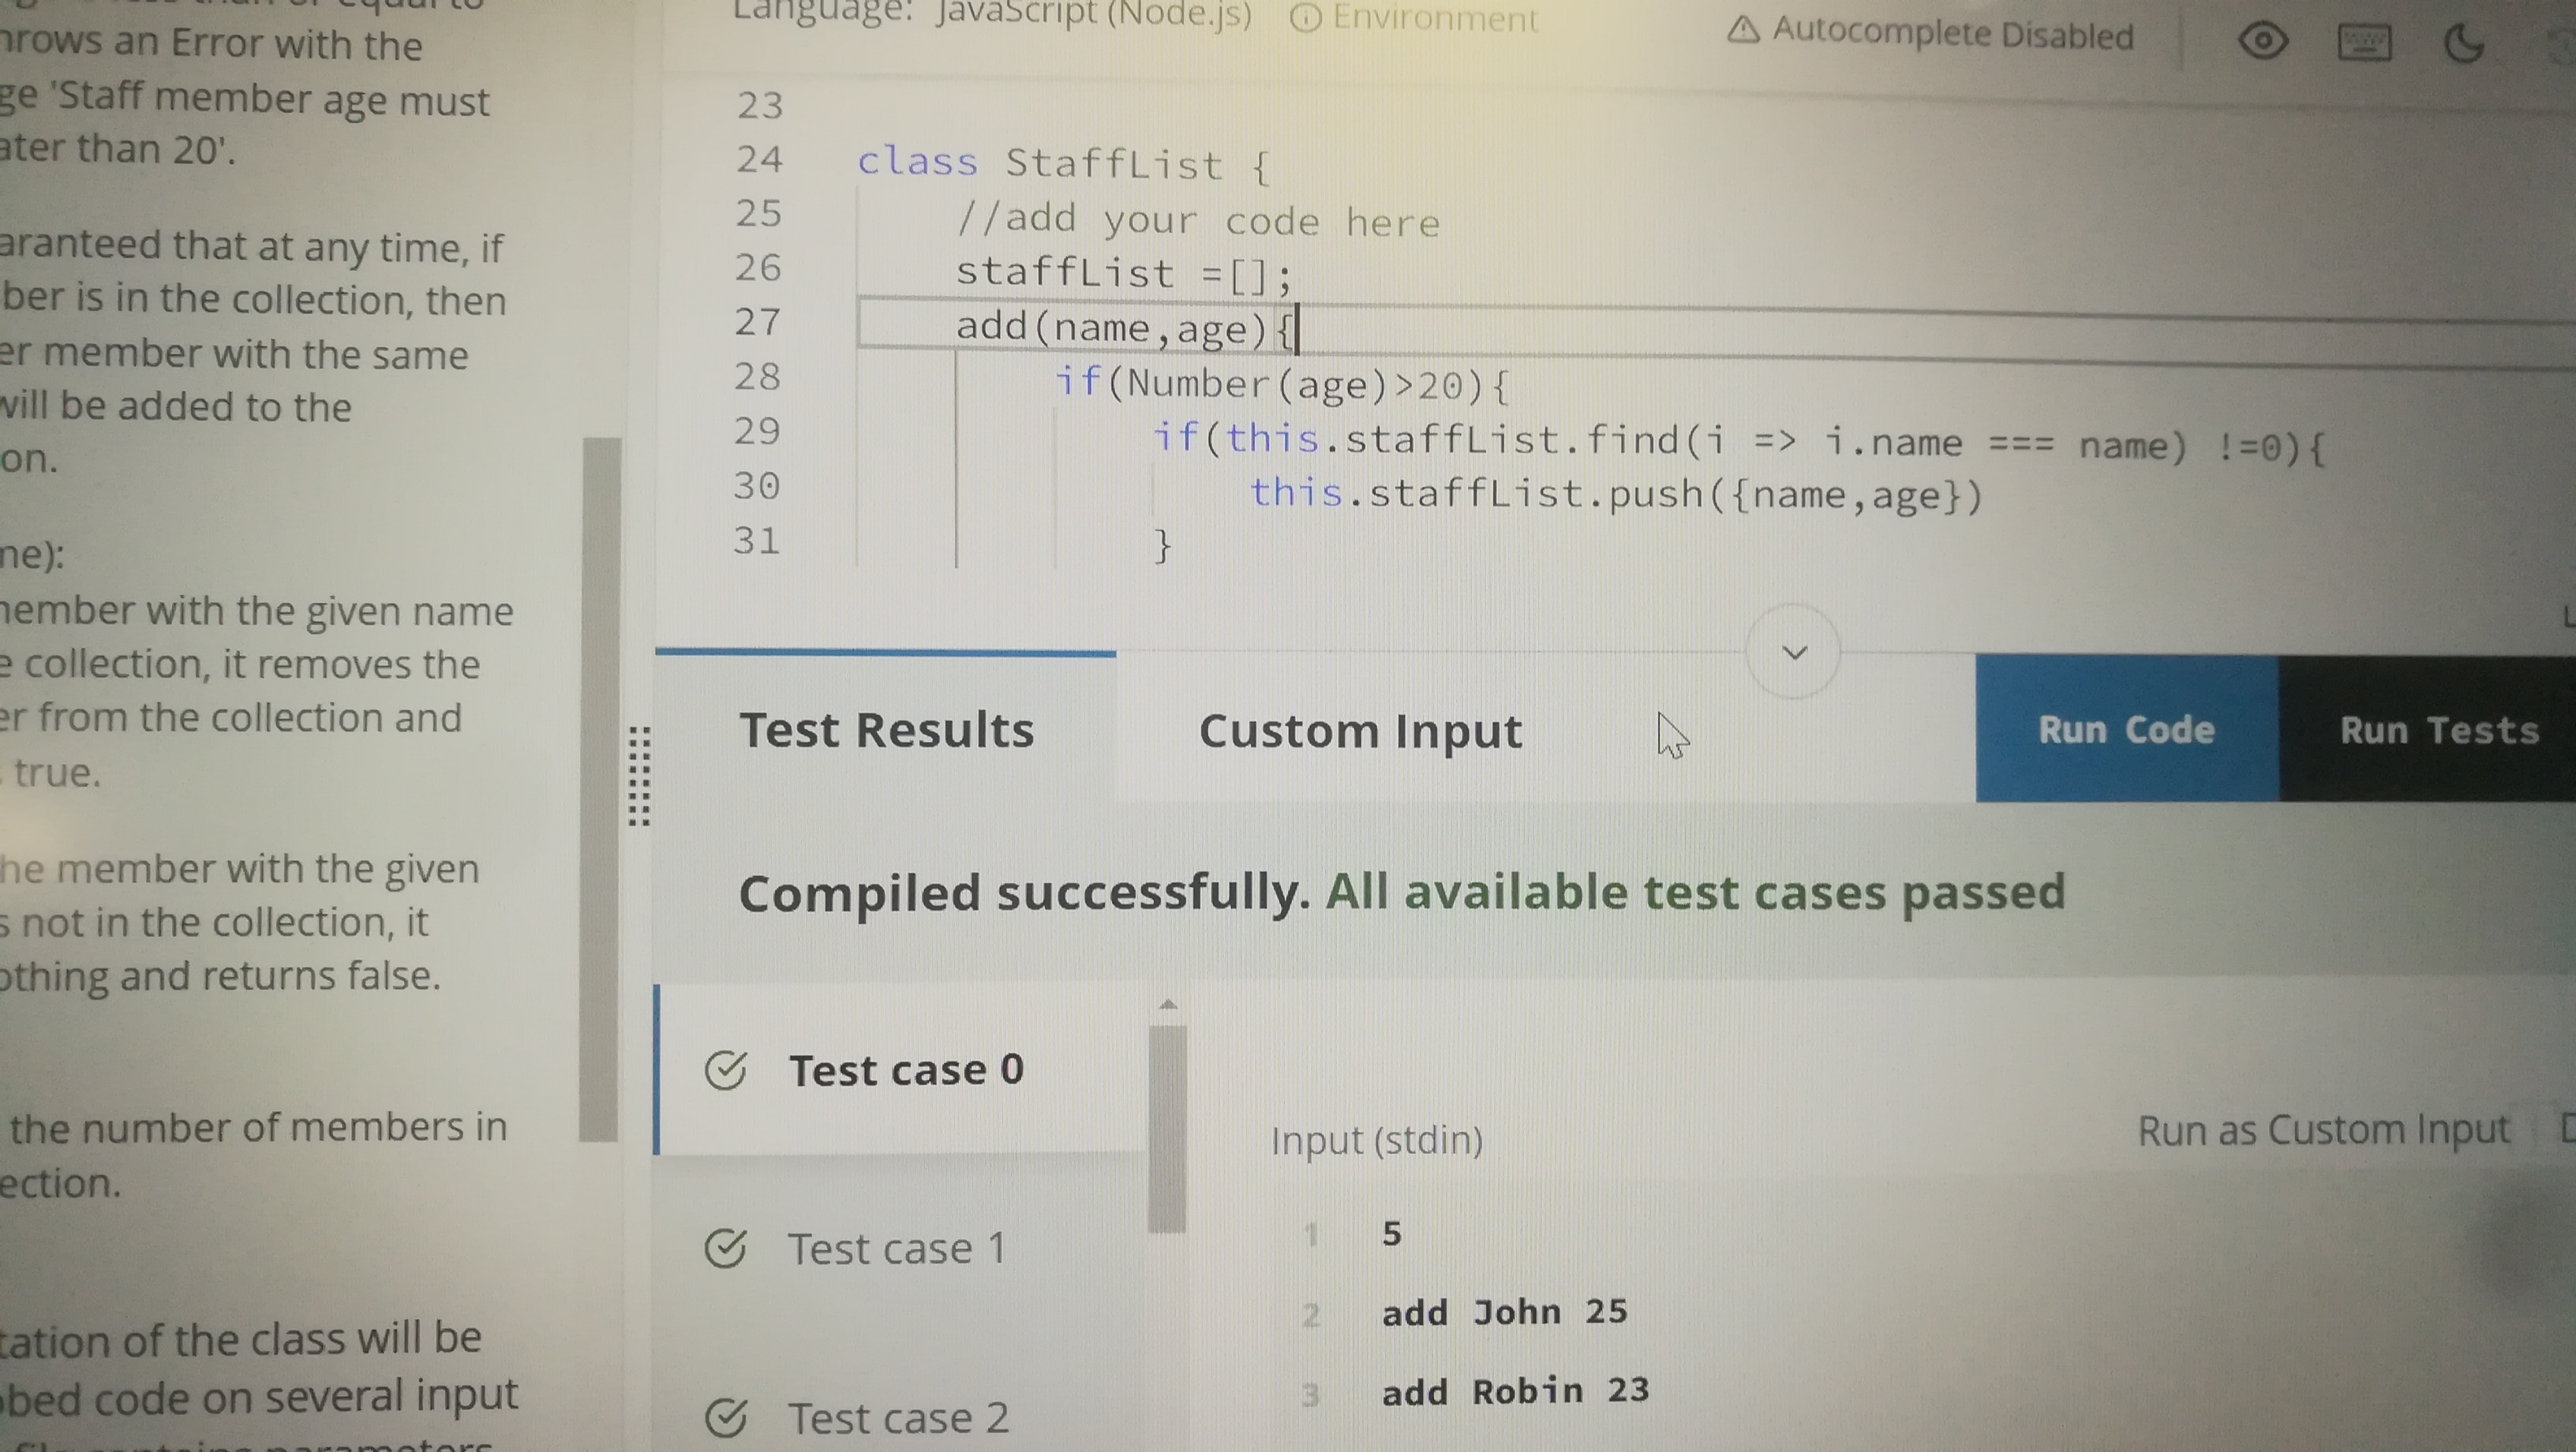 hrows an Error with the
ge 'Staff member age must
ater than 20'.
aranteed that at any time, if
ber is in the collection, then
er member with the same
will be added to the
on.
ne):
member with the given name
e collection, it removes the
er from the collection and
true.
he member with the given
s not in the collection, it
othing and returns false.
the number of members in
ection.
tation of the class will be
bed code on several input
Language: JavaScript (Node.js) Environment
Autocomplete Disabled
23
24 class StaffList {
25 //add your code here
26 staffList =[];
27 add(name,age){
28 if(Number(age)>20){
29 if(this.staffList.find(i => i.name === name) !=0){
30 this.staffList.push({name,age})
31 }
Test Results Custom Input Run Code Run Tests
Compiled successfully. All available test cases passed
Test case 0
Test case 1
Test case 2
Input (stdin) Run as Custom Input
1 5
2 add John 25
3 add Robin 23